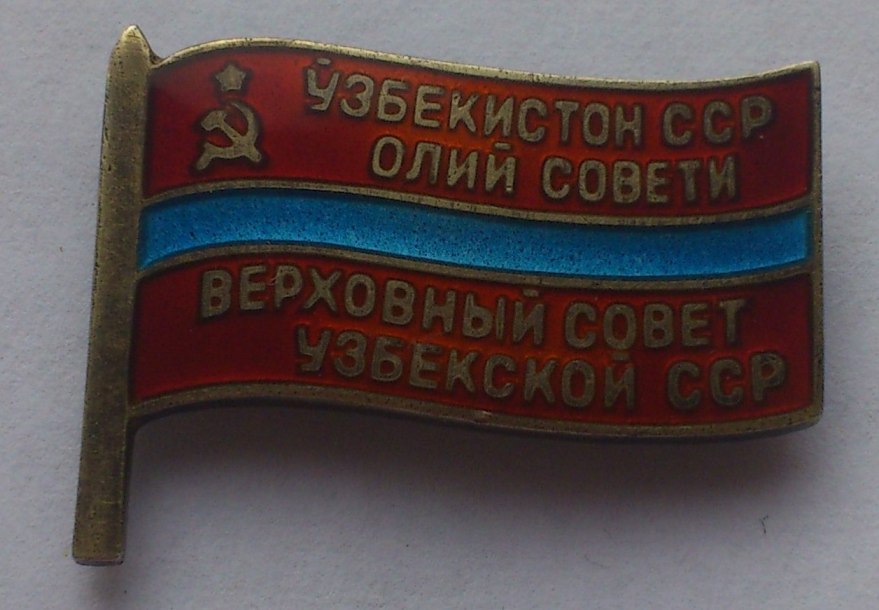 ЎЗБЕКИСТОН ССР
ОЛИЙ СОВЕТИ
ВЕРХОВНЫЙ СОВЕТ
УЗБЕКСКОЙ ССР